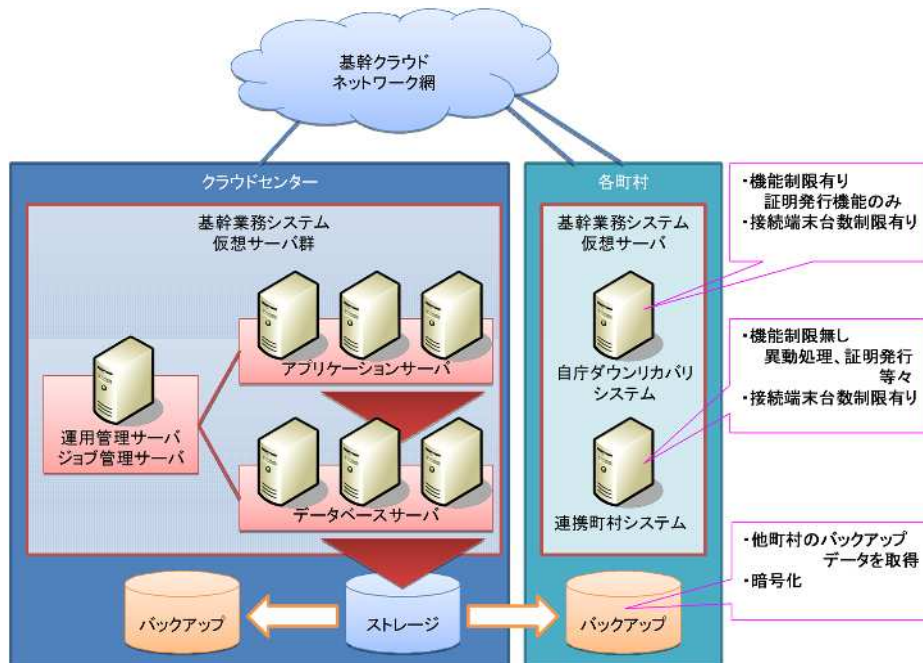 基幹クラウド
ネットワーク網
クラウドセンター
基幹業務システム
仮想サーバ群
アプリケーションサーバ
運用管理サーバ
ジョブ管理サーバ
データベースサーバ
バックアップ
ストレージ
各町村
基幹業務システム
仮想サーバ
自庁ダウンリカバリ
システム
連携町村システム
バックアップ
・機能制限有り
証明発行機能のみ
・接続端末台数制限有り
・機能制限無し
異動処理、証明発行
等々
・接続端末台数制限有り
・他町村のバックアップ
データを取得
・暗号化